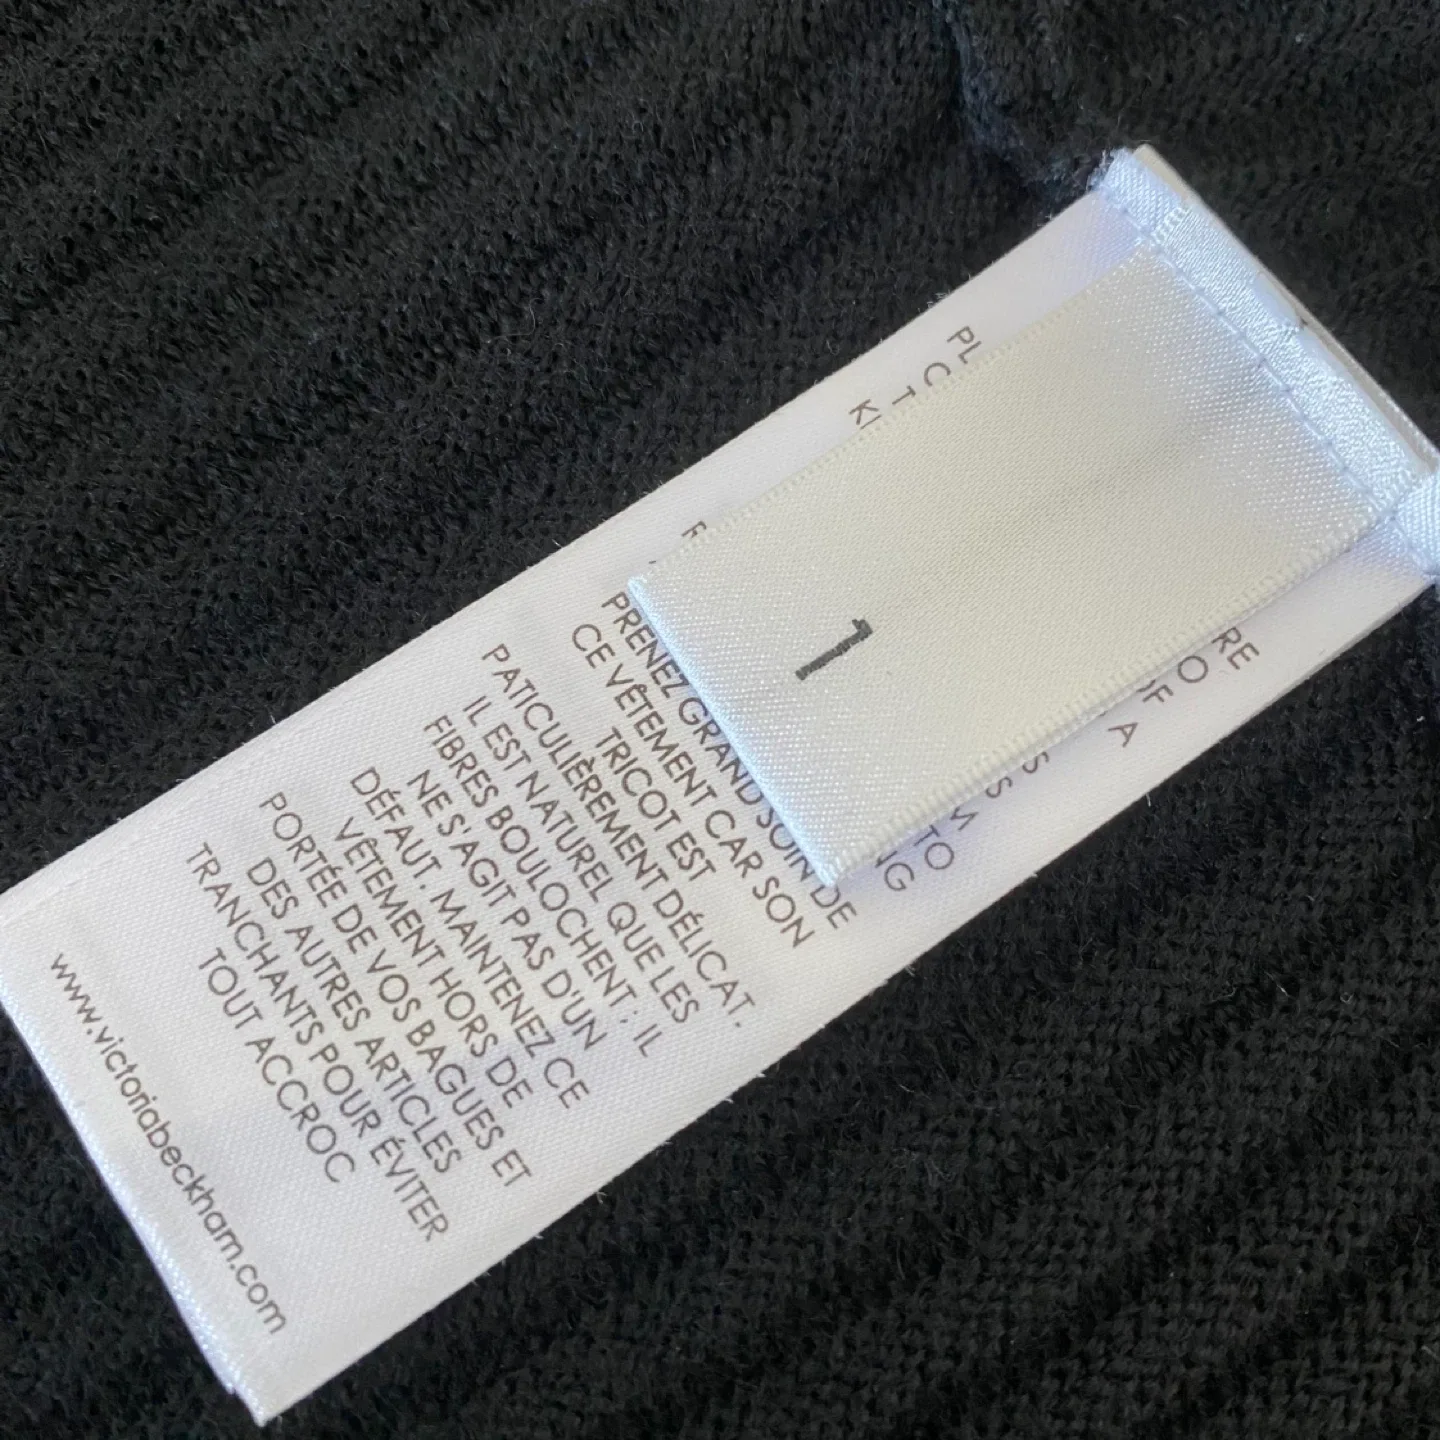 1
PRENEZ GRAND SOIN DE
CE VÊTEMENT CAR SON
TRICOT EST
PATICULIÈREMENT DÉLICAT.
IL EST NATUREL QUE LES
FIBRES BOULOCHENT : IL
NE S'AGIT PAS D'UN
DÉFAUT. MAINTENEZ CE
VÊTEMENT HORS DE
PORTÉE DE VOS BAGUES ET
DES AUTRES ARTICLES
TRANCHANTS POUR ÉVITER
TOUT ACCROC
www.victoriabeckham.com